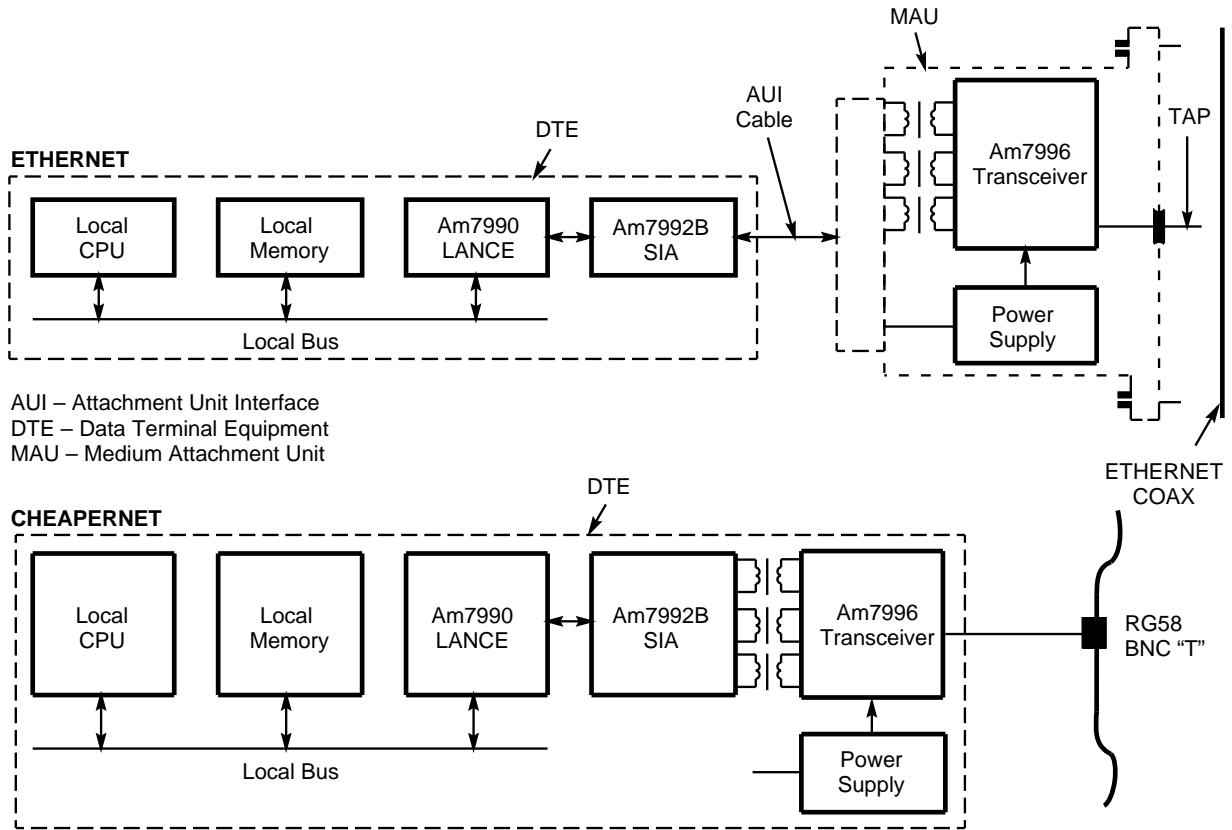 MAU
AUI
Cable
TAP
DTE
ETHERNET
Am7996
Transceiver
Local
CPU
Local
Memory
Am7990
LANCE
Am7992B
SIA
Power
Supply
Local Bus
AUI – Attachment Unit Interface
DTE – Data Terminal Equipment
MAU – Medium Attachment Unit
ETHERNET
COAX
DTE
CHEAPERNET
Local
CPU
Local
Memory
Am7990
LANCE
Am7992B
SIA
Am7996
Transceiver
RG58
BNC “T”
Power
Supply
Local Bus